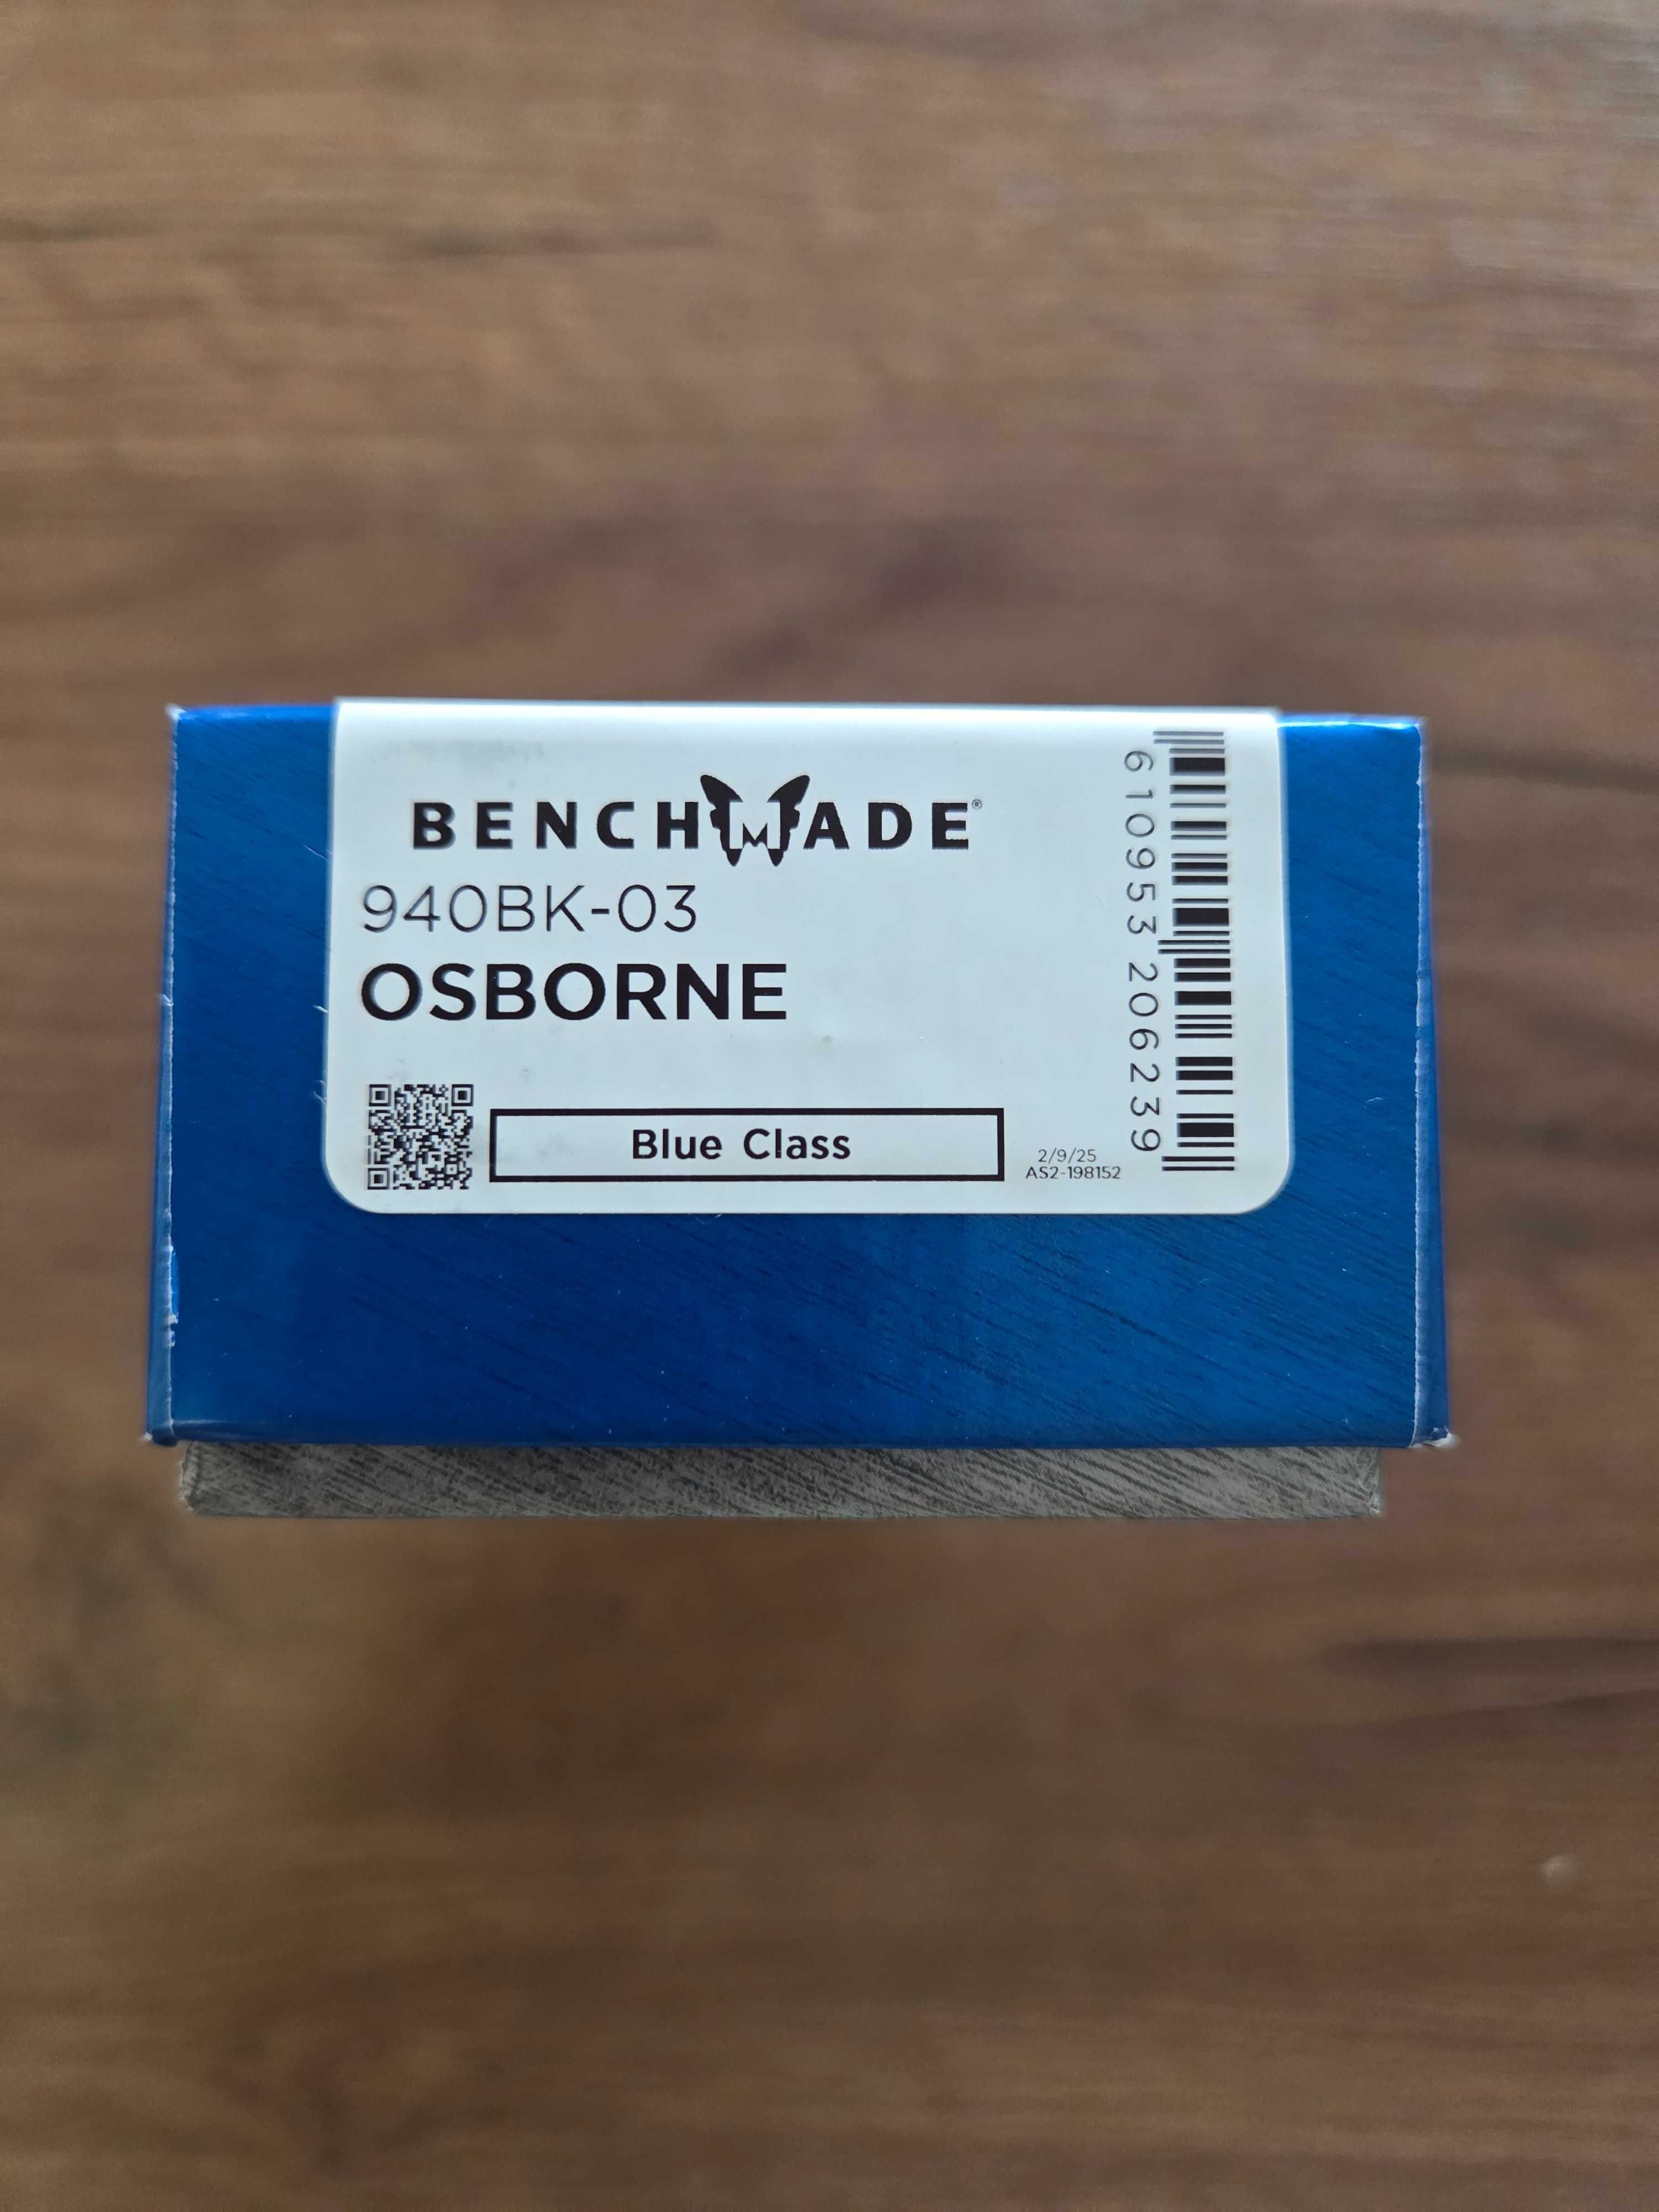 BENCHMADE®
940BK-03
OSBORNE
Blue Class
2/9/25
AS2-198152
610953 206239